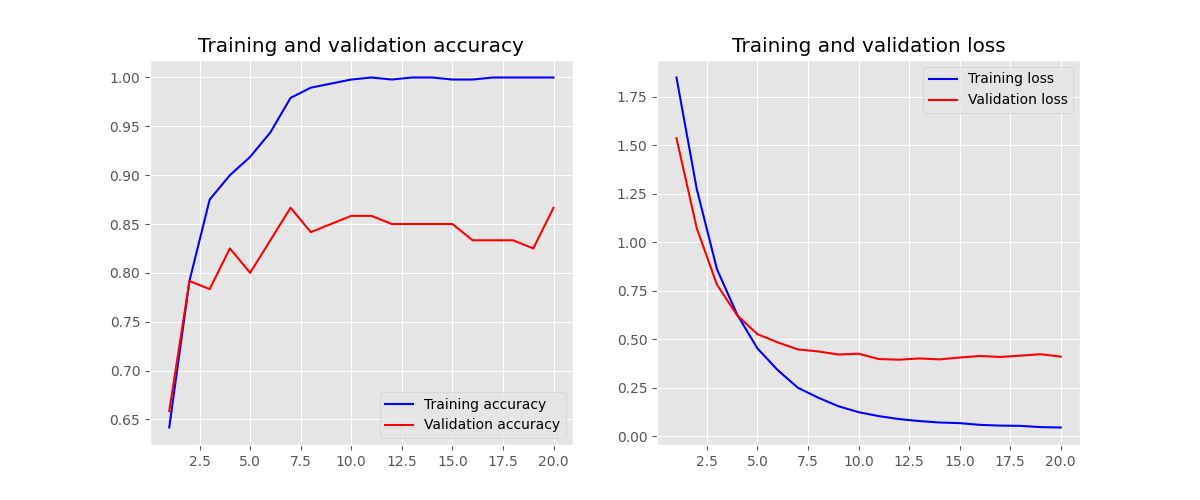 Training and validation accuracy
1.00
0.95
0.90
0.85
0.80
0.75
0.70
0.65
Training accuracy
Validation accuracy
2.5 5.0 7.5 10.0 12.5 15.0 17.5 20.0
Training and validation loss
Training loss
Validation loss
1.75
1.50
1.25
1.00
0.75
0.50
0.25
0.00
2.5 5.0 7.5 10.0 12.5 15.0 17.5 20.0